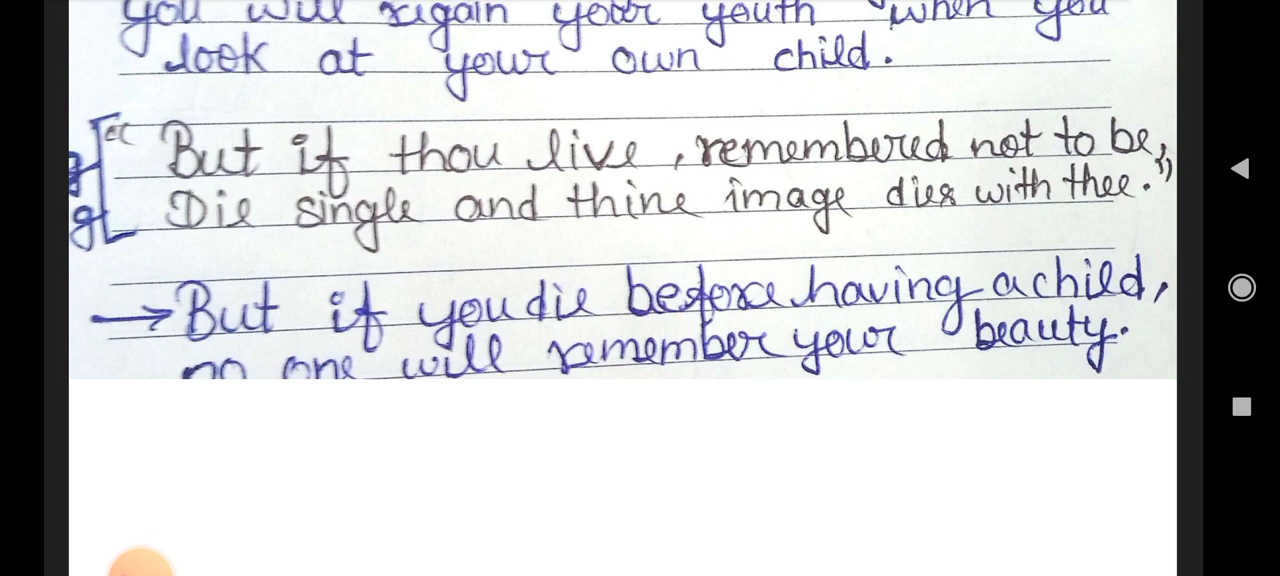 you will regain your youth when you
look at your own child.
g [ " But if thou live, remembered not to be,
g Die single and thine image dies with thee."
→ But if you die before having a child,
no one will remember your beauty.